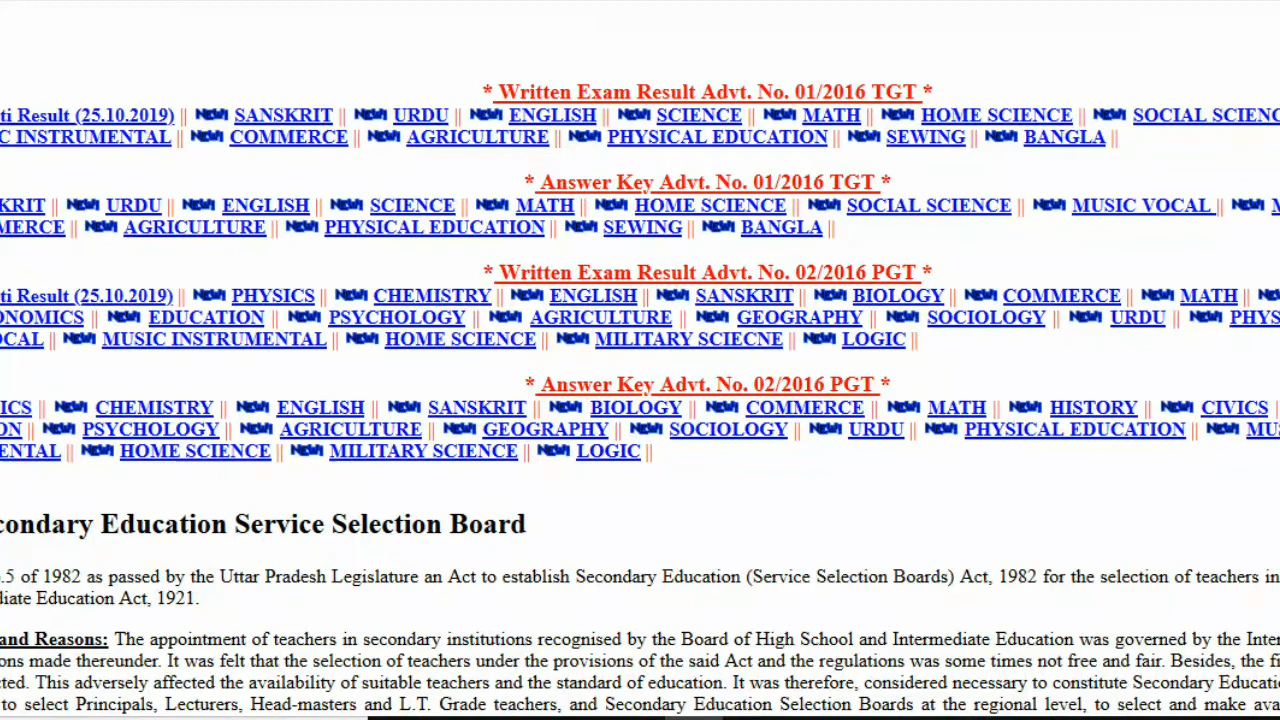 * Written Exam Result Advt. No. 01/2016 TGT *
ti Result (25.10.2019) || NEW! SANSKRIT || NEW! URDU || NEW! ENGLISH || NEW! SCIENCE || NEW! MATH || NEW! HOME SCIENCE || NEW! SOCIAL SCIENC
C INSTRUMENTAL || NEW! COMMERCE || NEW! AGRICULTURE || NEW! PHYSICAL EDUCATION || NEW! SEWING || NEW! BANGLA ||
* Answer Key Advt. No. 01/2016 TGT *
KRIT || NEW! URDU || NEW! ENGLISH || NEW! SCIENCE || NEW! MATH || NEW! HOME SCIENCE || NEW! SOCIAL SCIENCE || NEW! MUSIC VOCAL || NEW! M
MERCE || NEW! AGRICULTURE || NEW! PHYSICAL EDUCATION || NEW! SEWING || NEW! BANGLA ||
* Written Exam Result Advt. No. 02/2016 PGT *
ti Result (25.10.2019) || NEW! PHYSICS || NEW! CHEMISTRY || NEW! ENGLISH || NEW! SANSKRIT || NEW! BIOLOGY || NEW! COMMERCE || NEW! MATH || NE
ONOMICS || NEW! EDUCATION || NEW! PSYCHOLOGY || NEW! AGRICULTURE || NEW! GEOGRAPHY || NEW! SOCIOLOGY || NEW! URDU || NEW! PHYS
OCAL || NEW! MUSIC INSTRUMENTAL || NEW! HOME SCIENCE || NEW! MILITARY SCIECNE || NEW! LOGIC ||
* Answer Key Advt. No. 02/2016 PGT *
ICS || NEW! CHEMISTRY || NEW! ENGLISH || NEW! SANSKRIT || NEW! BIOLOGY || NEW! COMMERCE || NEW! MATH || NEW! HISTORY || NEW! CIVICS ||
ON || NEW! PSYCHOLOGY || NEW! AGRICULTURE || NEW! GEOGRAPHY || NEW! SOCIOLOGY || NEW! URDU || NEW! PHYSICAL EDUCATION || NEW! MUS
ENTAL || NEW! HOME SCIENCE || NEW! MILITARY SCIENCE || NEW! LOGIC ||
condary Education Service Selection Board
.5 of 1982 as passed by the Uttar Pradesh Legislature an Act to establish Secondary Education (Service Selection Boards) Act, 1982 for the selection of teachers in
diate Education Act, 1921.
and Reasons: The appointment of teachers in secondary institutions recognised by the Board of High School and Intermediate Education was governed by the Inter
ons made thereunder. It was felt that the selection of teachers under the provisions of the said Act and the regulations was some times not free and fair. Besides, the fi
cted. This adversely affected the availability of suitable teachers and the standard of education. It was therefore, considered necessary to constitute Secondary Educati
to select Principals, Lecturers, Head-masters and L.T. Grade teachers, and Secondary Education Selection Boards at the regional level, to select and make ava